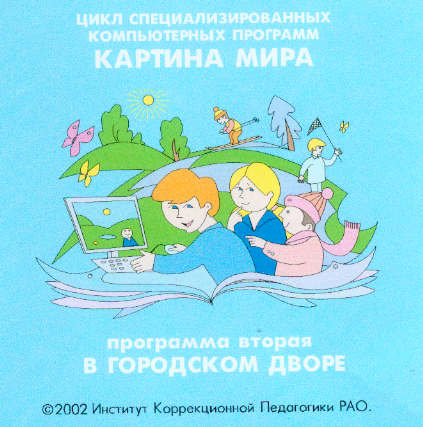 ЦИКЛ СПЕЦИАЛИЗИРОВАННЫХ
КОМПЬЮТЕРНЫХ ПРОГРАММ
КАРТИНА МИРА
программа вторая
В ГОРОДСКОМ ДВОРЕ
©2002 Институт Коррекционной Педагогики РАО.